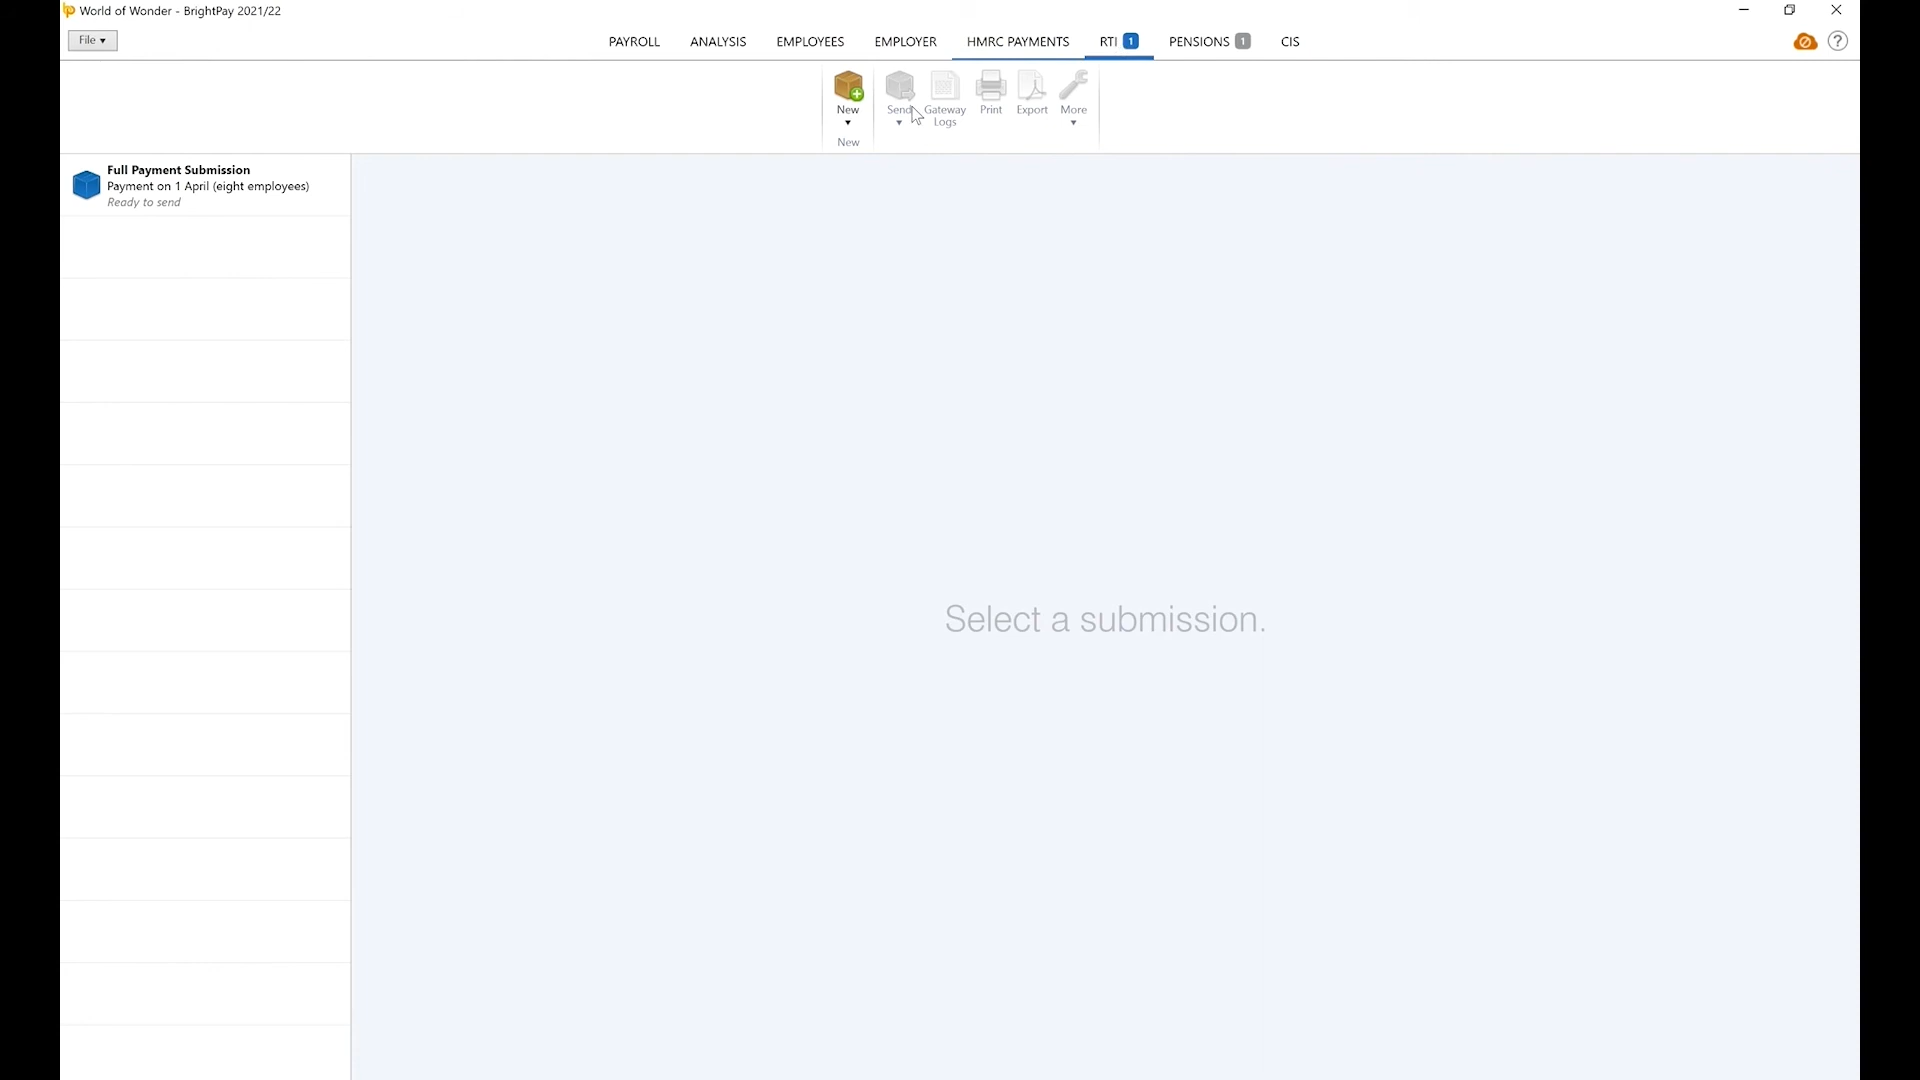 World of Wonder - BrightPay 2021/22
File
PAYROLL
ANALYSIS
EMPLOYEES
EMPLOYER
HMRC PAYMENTS
RTI 1
PENSIONS 1
CIS
?
New
Send
Gateway
Logs
Print
Export
More
New
Full Payment Submission
Payment on 1 April (eight employees)
Ready to send
Select a submission.